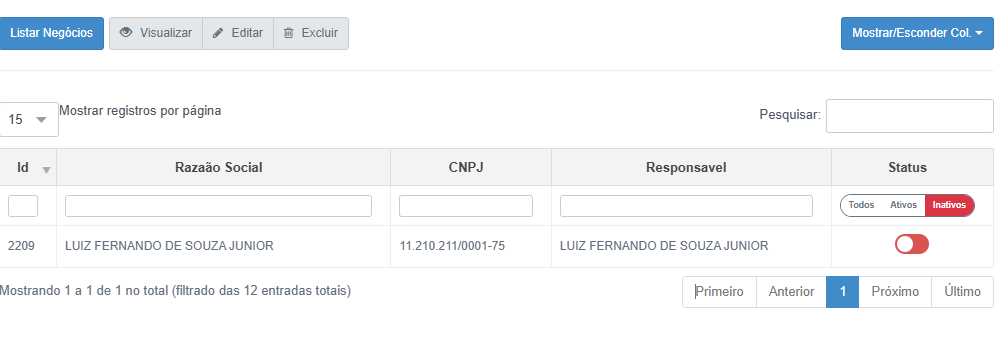 Listar Negócios Visualizar Editar Excluir Mostrar/Esconder Col.
15 Mostrar registros por página Pesquisar:
Id Razaão Social CNPJ Responsavel Status
Todos Ativos Inativos
2209 LUIZ FERNANDO DE SOUZA JUNIOR 11.210.211/0001-75 LUIZ FERNANDO DE SOUZA JUNIOR
Mostrando 1 a 1 de 1 no total (filtrado das 12 entradas totais) Primeiro Anterior 1 Próximo Último